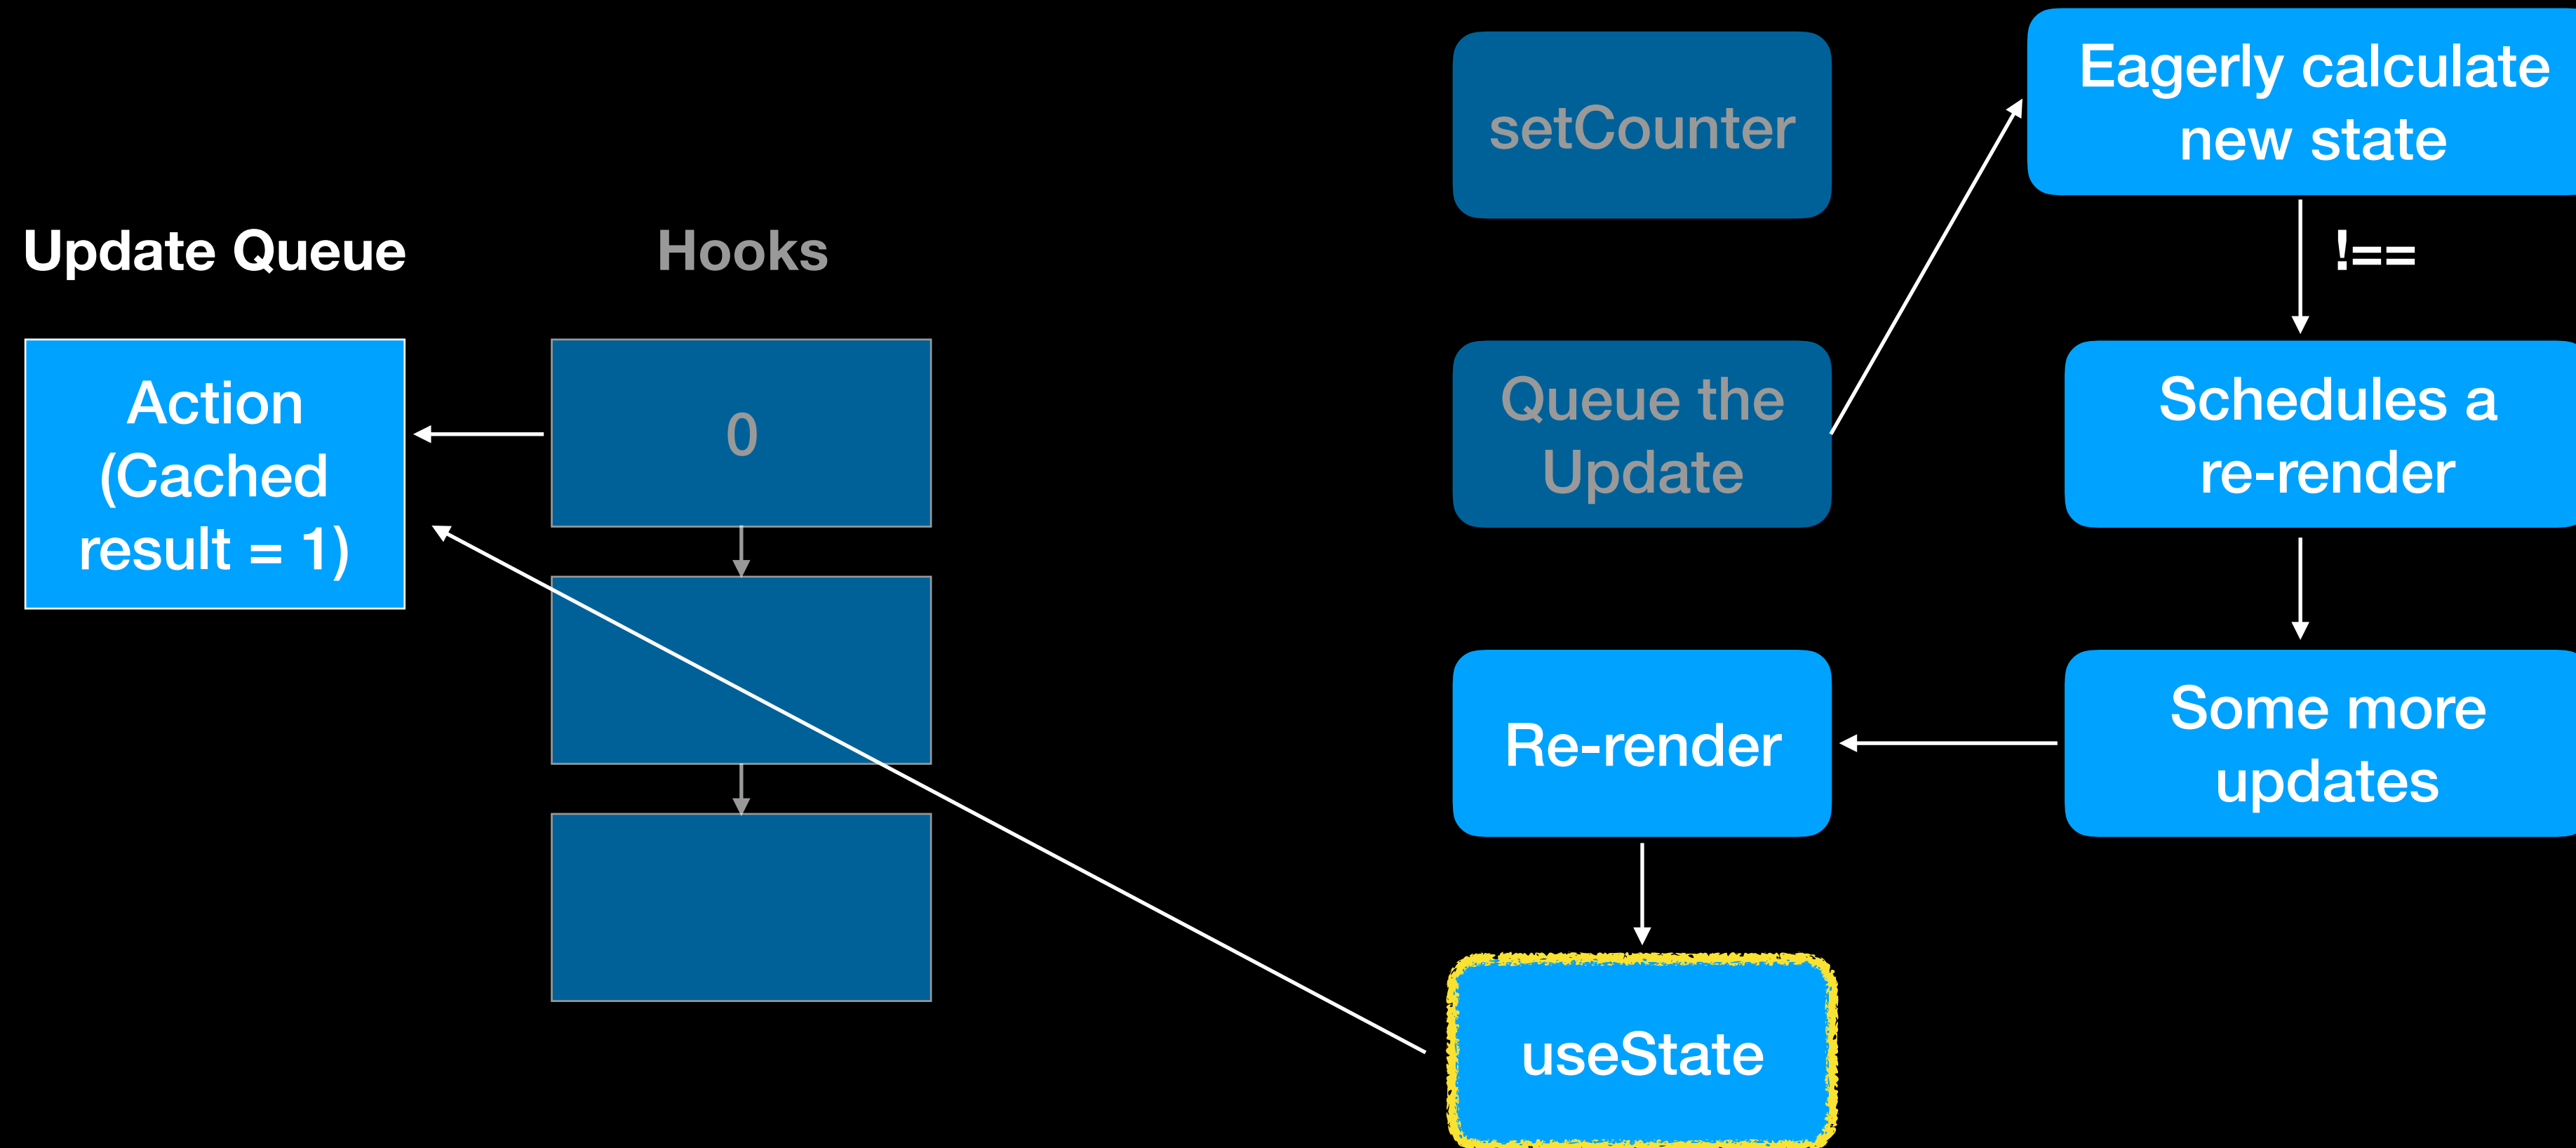 Update Queue
Action
(Cached
result = 1)
Hooks
0
setCounter
Queue the
Update
Re-render
useState
Eagerly calculate
new state
!==
Schedules a
re-render
Some more
updates